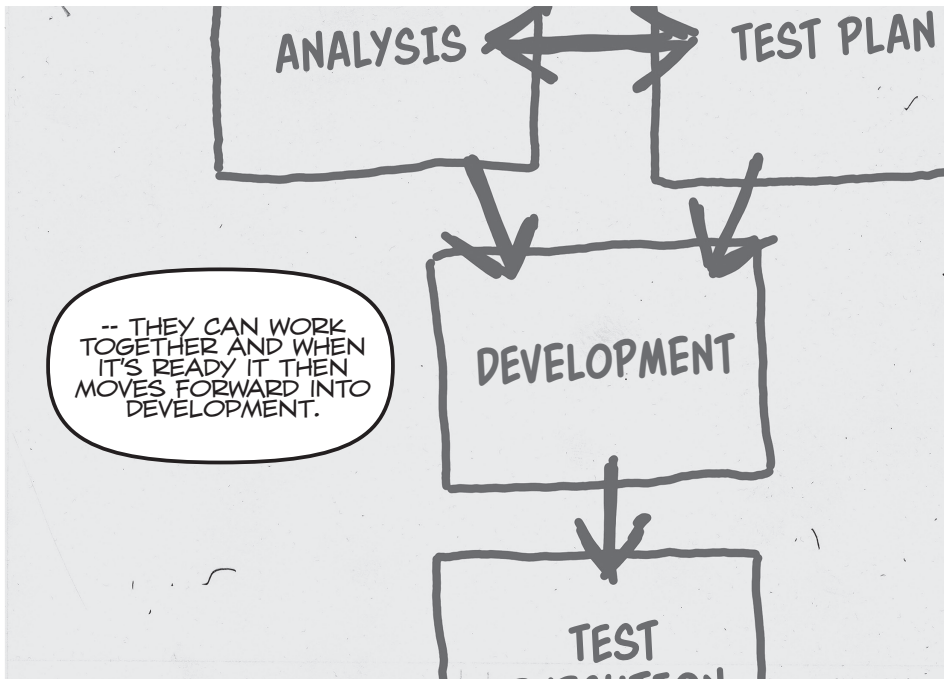 ANALYSIS
TEST PLAN
-- THEY CAN WORK
TOGETHER AND WHEN
IT'S READY IT THEN
MOVES FORWARD INTO
DEVELOPMENT.
DEVELOPMENT
TEST